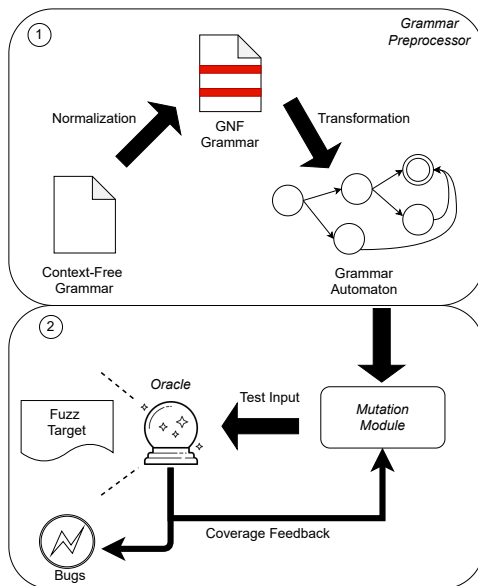 1
Grammar
Preprocessor
Normalization
GNF
Grammar
Transformation
Context-Free
Grammar
Grammar
Automaton
2
Oracle
Test Input
Fuzz
Target
Mutation
Module
Coverage Feedback
Bugs